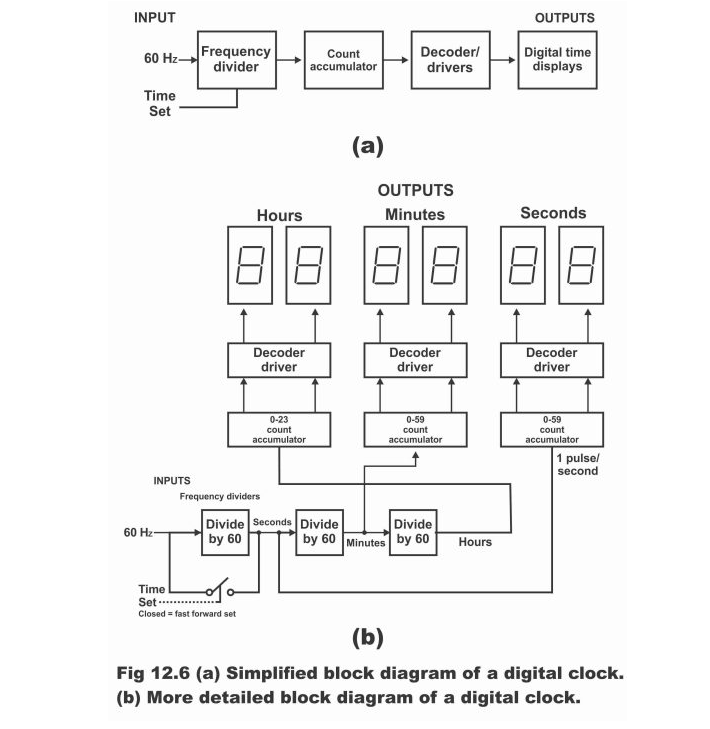 INPUT
OUTPUTS
60 Hz
Frequency
divider
Count
accumulator
Decoder/
drivers
Digital time
displays
Time
Set
(a)
OUTPUTS
Hours
Minutes
Seconds
Decoder
driver
Decoder
driver
Decoder
driver
0-23
count
accumulator
0-59
count
accumulator
0-59
count
accumulator
1 pulse/
second
INPUTS
Frequency dividers
60 Hz
Divide
by 60
Seconds
Divide
by 60
Minutes
Divide
by 60
Hours
Time
Set
Closed = fast forward set
(b)
Fig 12.6 (a) Simplified block diagram of a digital clock.
(b) More detailed block diagram of a digital clock.